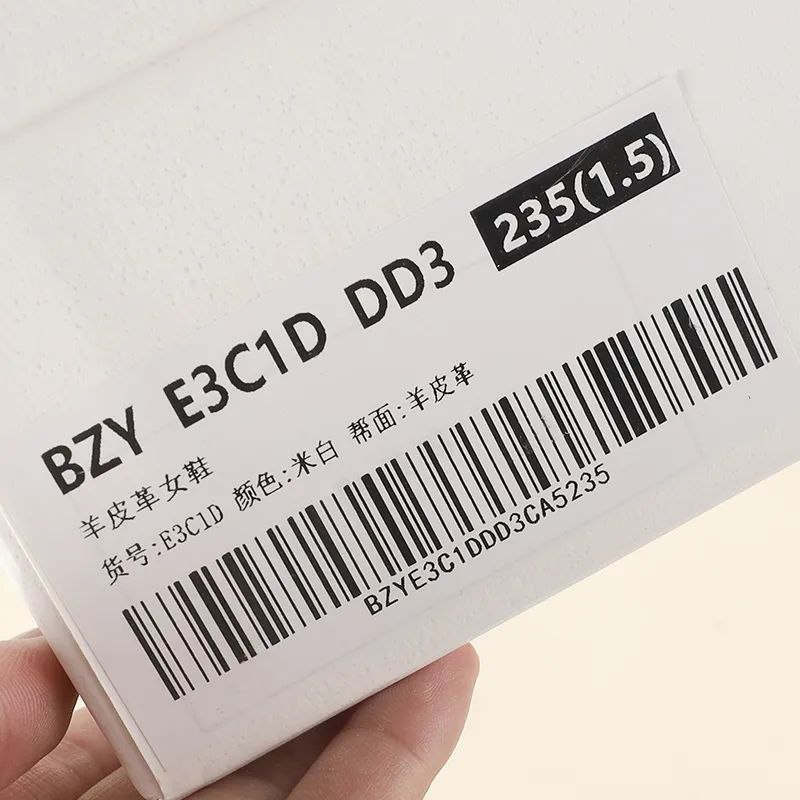 BZY E3C1D DD3 235(1.5)
羊皮革女鞋
货号:E3C1D 颜色:米白 帮面:羊皮革
BZYE3C1DDD3CA5235